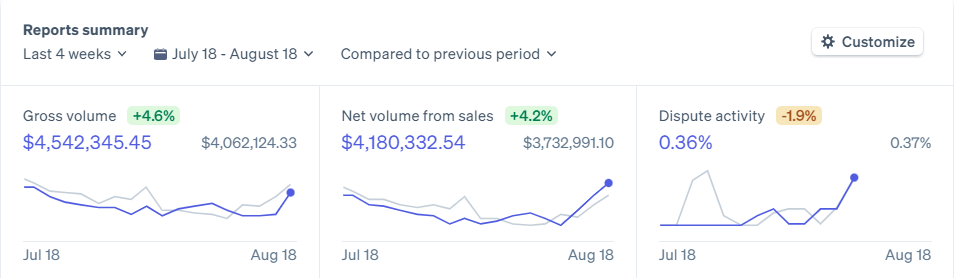 Reports summary
Last 4 weeks July 18 - August 18 Compared to previous period
Customize
Gross volume +4.6%
$4,542,345.45 $4,062,124.33
Jul 18 Aug 18
Net volume from sales +4.2%
$4,180,332.54 $3,732,991.10
Jul 18 Aug 18
Dispute activity -1.9%
0.36% 0.37%
Jul 18 Aug 18